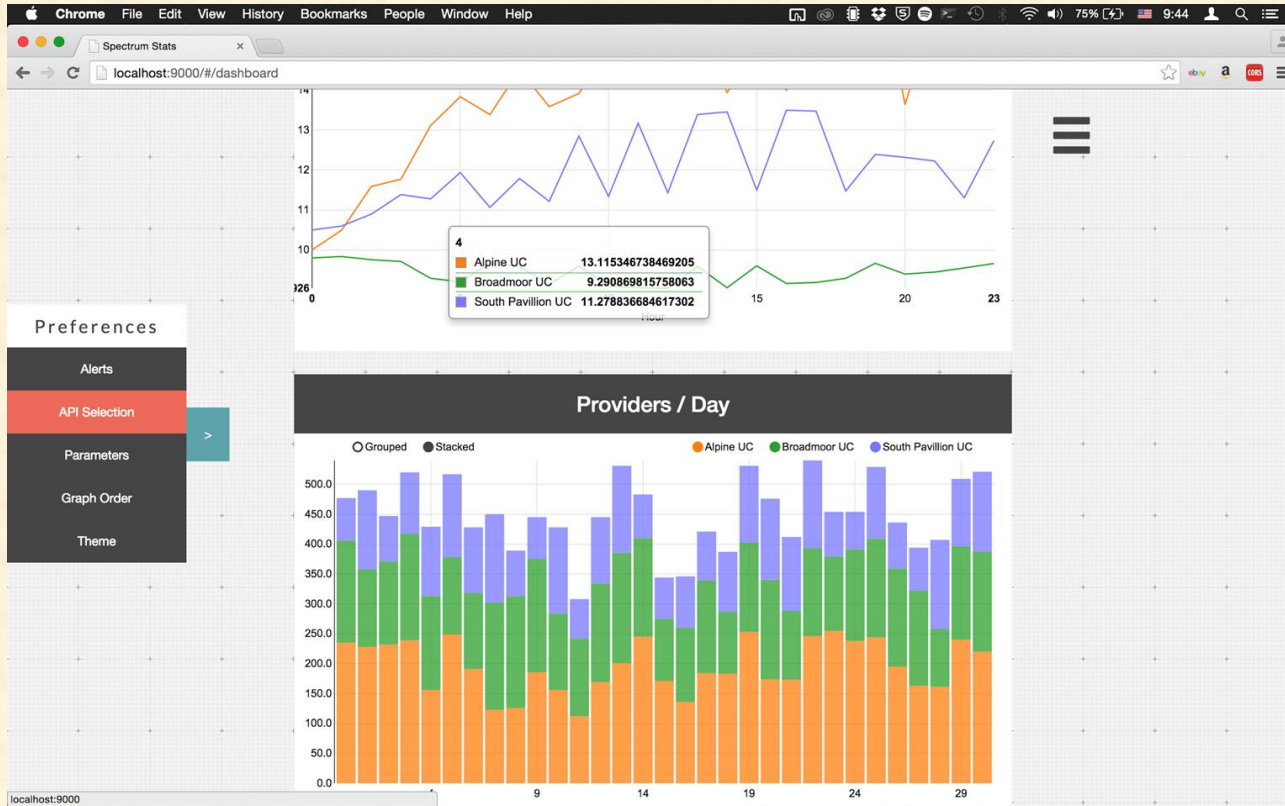 Chrome File Edit View History Bookmarks People Window Help 75% 9:44
Spectrum Stats ×
localhost:9000/#/dashboard ebay a CORS
14
13
12
11
10
926
0 15 20 23
Hour
4
Alpine UC 13.115346738469205
Broadmoor UC 9.290869815758063
South Pavillion UC 11.278836684617302
Preferences
Alerts
API Selection
>
Parameters
Graph Order
Theme
Providers / Day
Grouped Stacked Alpine UC Broadmoor UC South Pavillion UC
500.0
450.0
400.0
350.0
300.0
250.0
200.0
150.0
100.0
50.0
0.0
9 14 19 24 29
localhost:9000